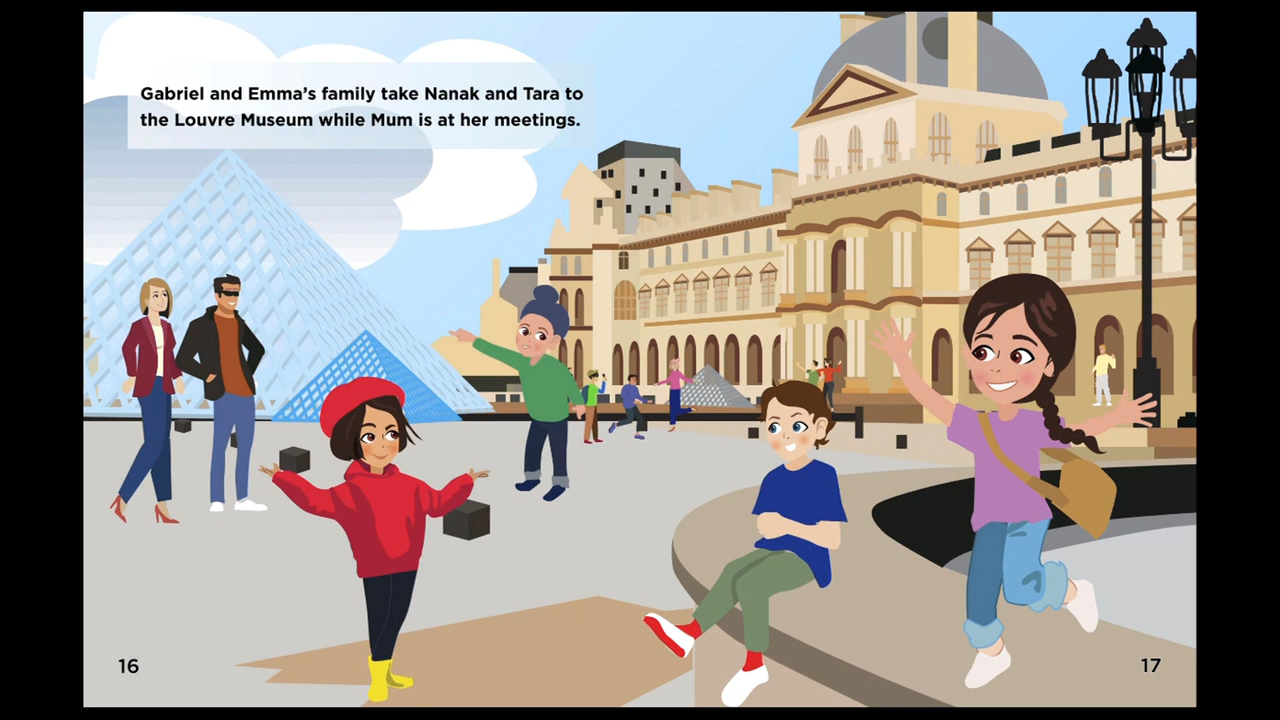 Gabriel and Emma’s family take Nanak and Tara to
the Louvre Museum while Mum is at her meetings.
16
17